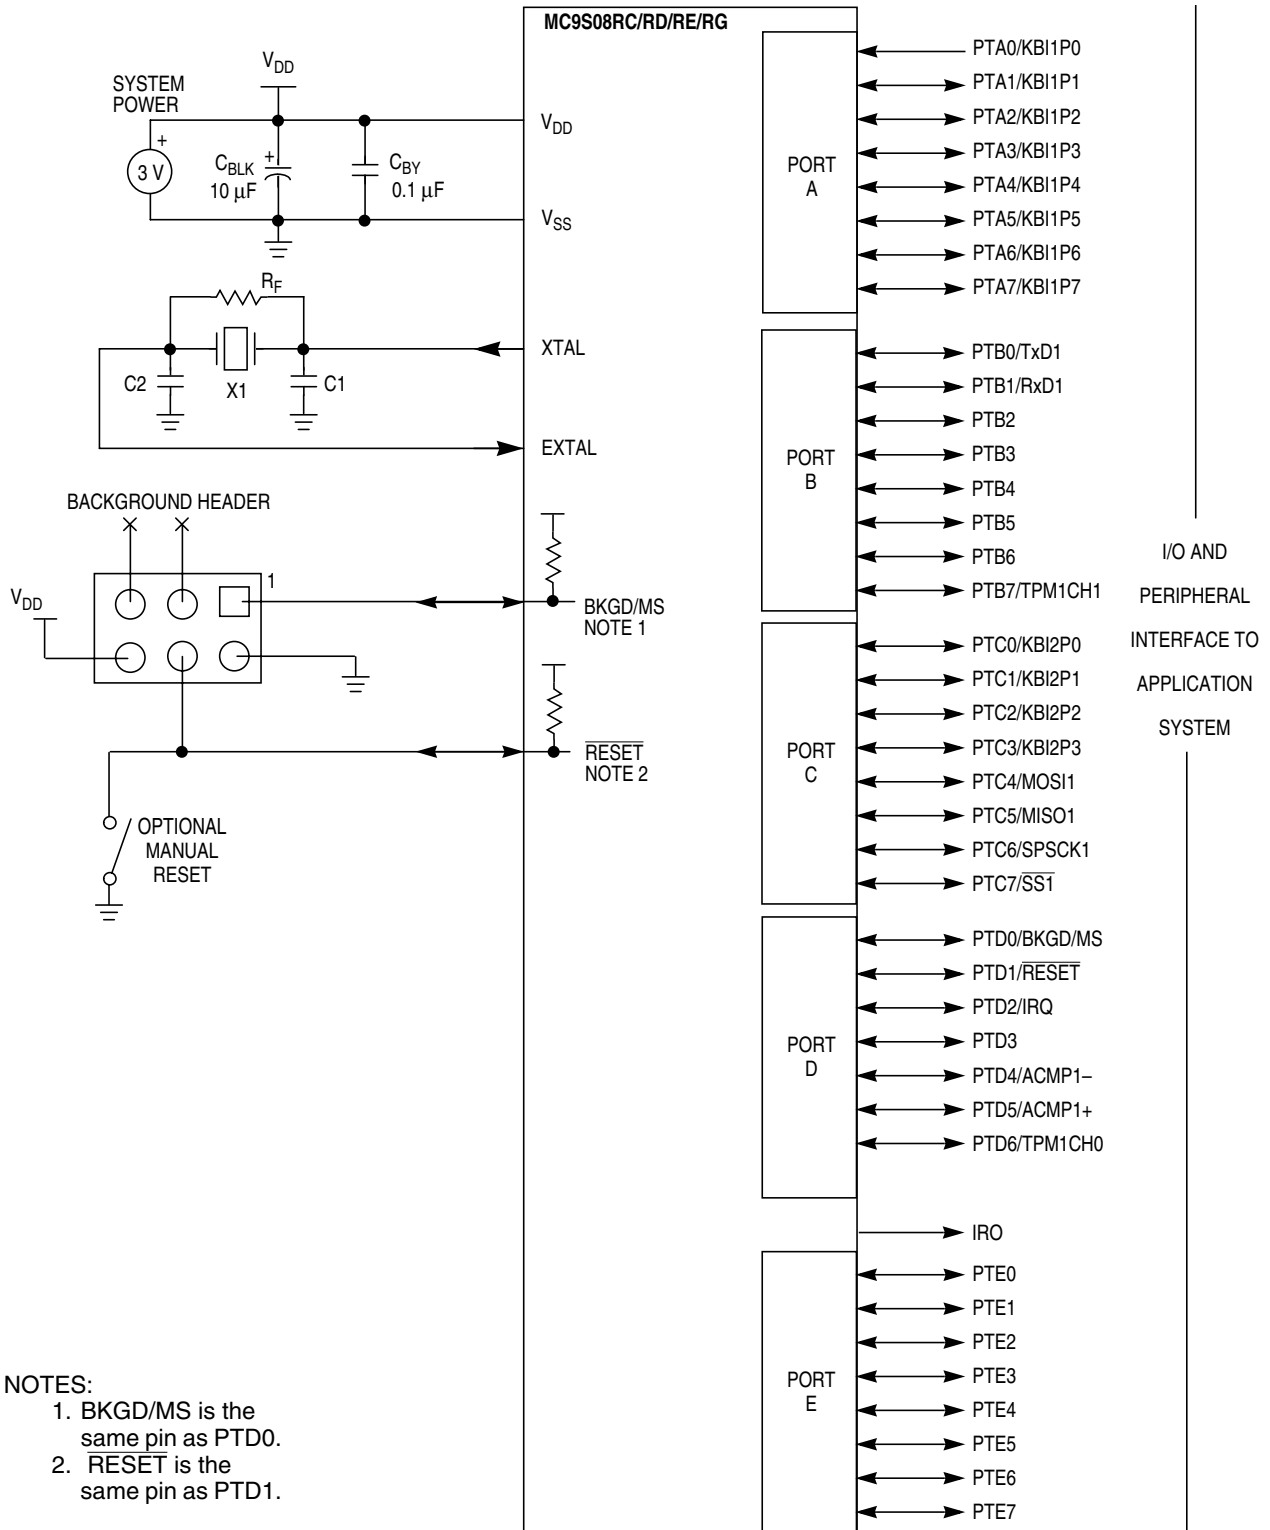 MC9S08RC/RD/RE/RG
VDD
SYSTEM
POWER
+
3 V
CBLK
10 µF
+
CBY
0.1 µF
VDD
VSS
RF
C2
X1
C1
XTAL
EXTAL
BACKGROUND HEADER
1
VDD
BKGD/MS
NOTE 1
RESET
NOTE 2
OPTIONAL
MANUAL
RESET
PORT
A
PTA0/KBI1P0
PTA1/KBI1P1
PTA2/KBI1P2
PTA3/KBI1P3
PTA4/KBI1P4
PTA5/KBI1P5
PTA6/KBI1P6
PTA7/KBI1P7
PORT
B
PTB0/TxD1
PTB1/RxD1
PTB2
PTB3
PTB4
PTB5
PTB6
PTB7/TPM1CH1
PORT
C
PTC0/KBI2P0
PTC1/KBI2P1
PTC2/KBI2P2
PTC3/KBI2P3
PTC4/MOSI1
PTC5/MISO1
PTC6/SPSCK1
PTC7/SS1
PORT
D
PTD0/BKGD/MS
PTD1/RESET
PTD2/IRQ
PTD3
PTD4/ACMP1–
PTD5/ACMP1+
PTD6/TPM1CH0
IRO
PORT
E
PTE0
PTE1
PTE2
PTE3
PTE4
PTE5
PTE6
PTE7
I/O AND
PERIPHERAL
INTERFACE TO
APPLICATION
SYSTEM
NOTES:
1. BKGD/MS is the
same pin as PTD0.
2. RESET is the
same pin as PTD1.